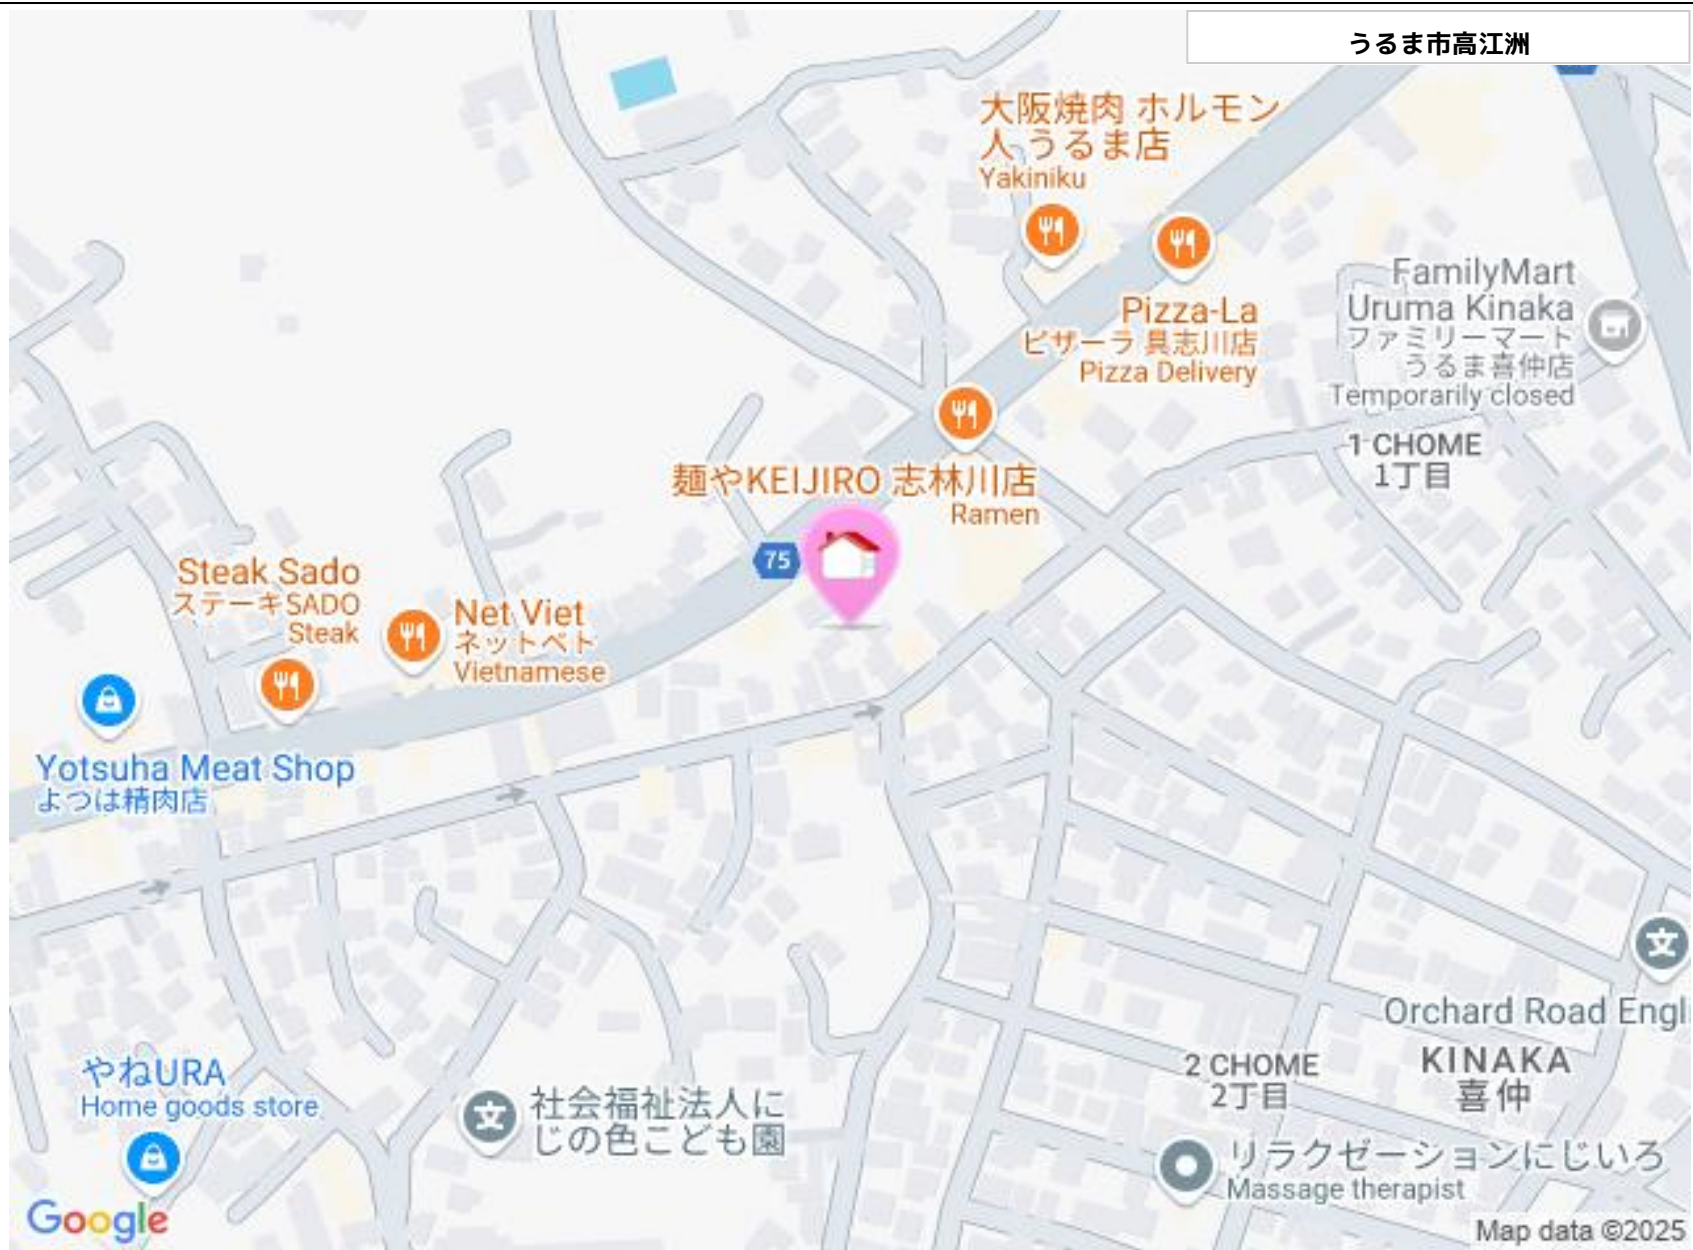 うるま市高江洲
大阪焼肉 ホルモン
人 うるま店
Yakiniku
Pizza-La
ピザーラ 具志川店
Pizza Delivery
FamilyMart
Uruma Kinaka
ファミリーマート
うるま喜仲店
Temporarily closed
1 CHOME
1丁目
麺やKEIJIRO 志林川店
Ramen
75
Steak Sado
ステーキSADO
Steak
Net Viet
ネットベト
Vietnamese
Yotsuha Meat Shop
よつは精肉店
Orchard Road Engl
KINAKA
喜仲
2 CHOME
2丁目
やねURA
Home goods store
社会福祉法人に
じの色こども園
リラクゼーションにじいろ
Massage therapist
Google
Map data ©2025